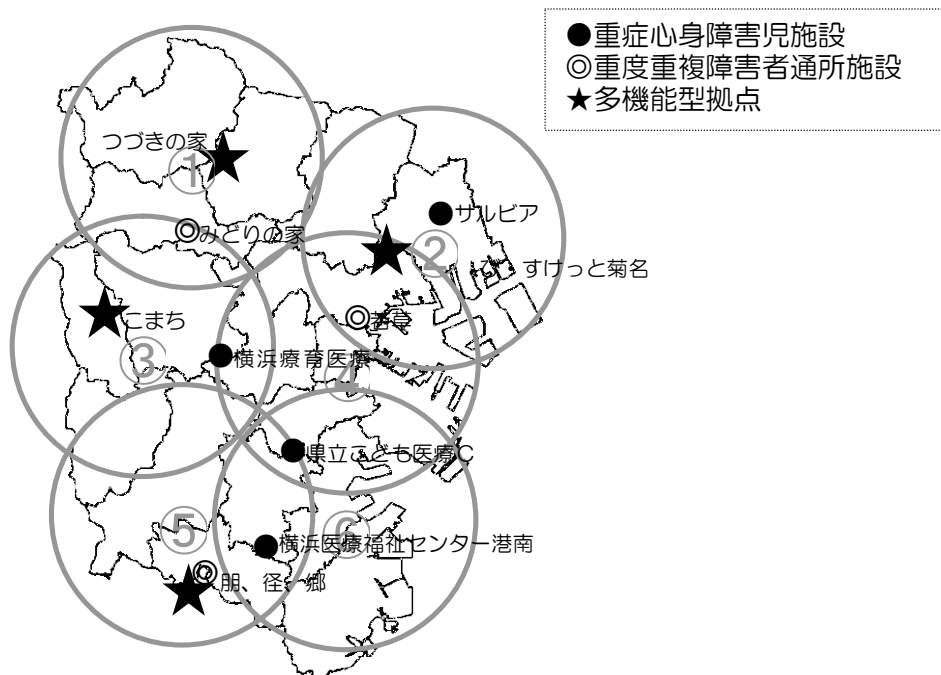 ●重症心身障害児施設
◎重度重複障害者通所施設
★多機能型拠点
つづきの家
①
サルビア
みどりの家
②
すけっと菊名
こまち
若草
③
横浜療育医療
④
県立こども医療C
⑤
⑥
横浜医療福祉センター港南
朋、径、郷